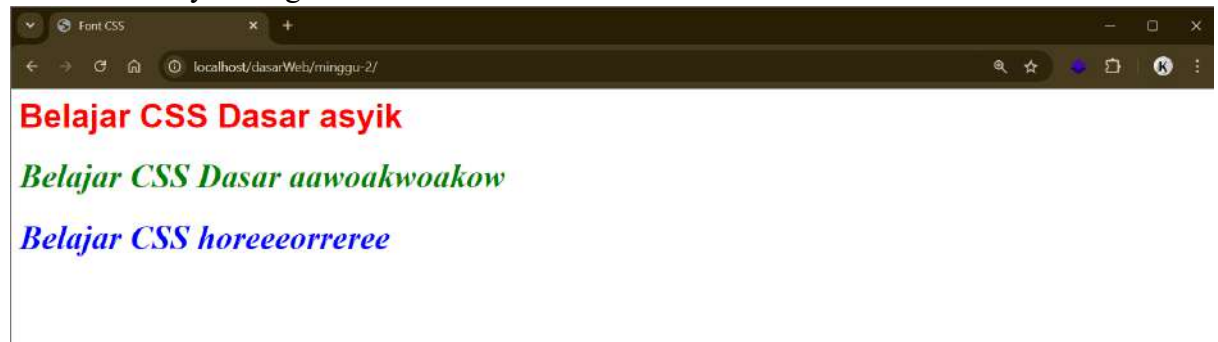 Font CSS
localhost/dasarWeb/minggu-2/
K
Belajar CSS Dasar asyik
Belajar CSS Dasar aawoakwoakow
Belajar CSS horeeeorreree